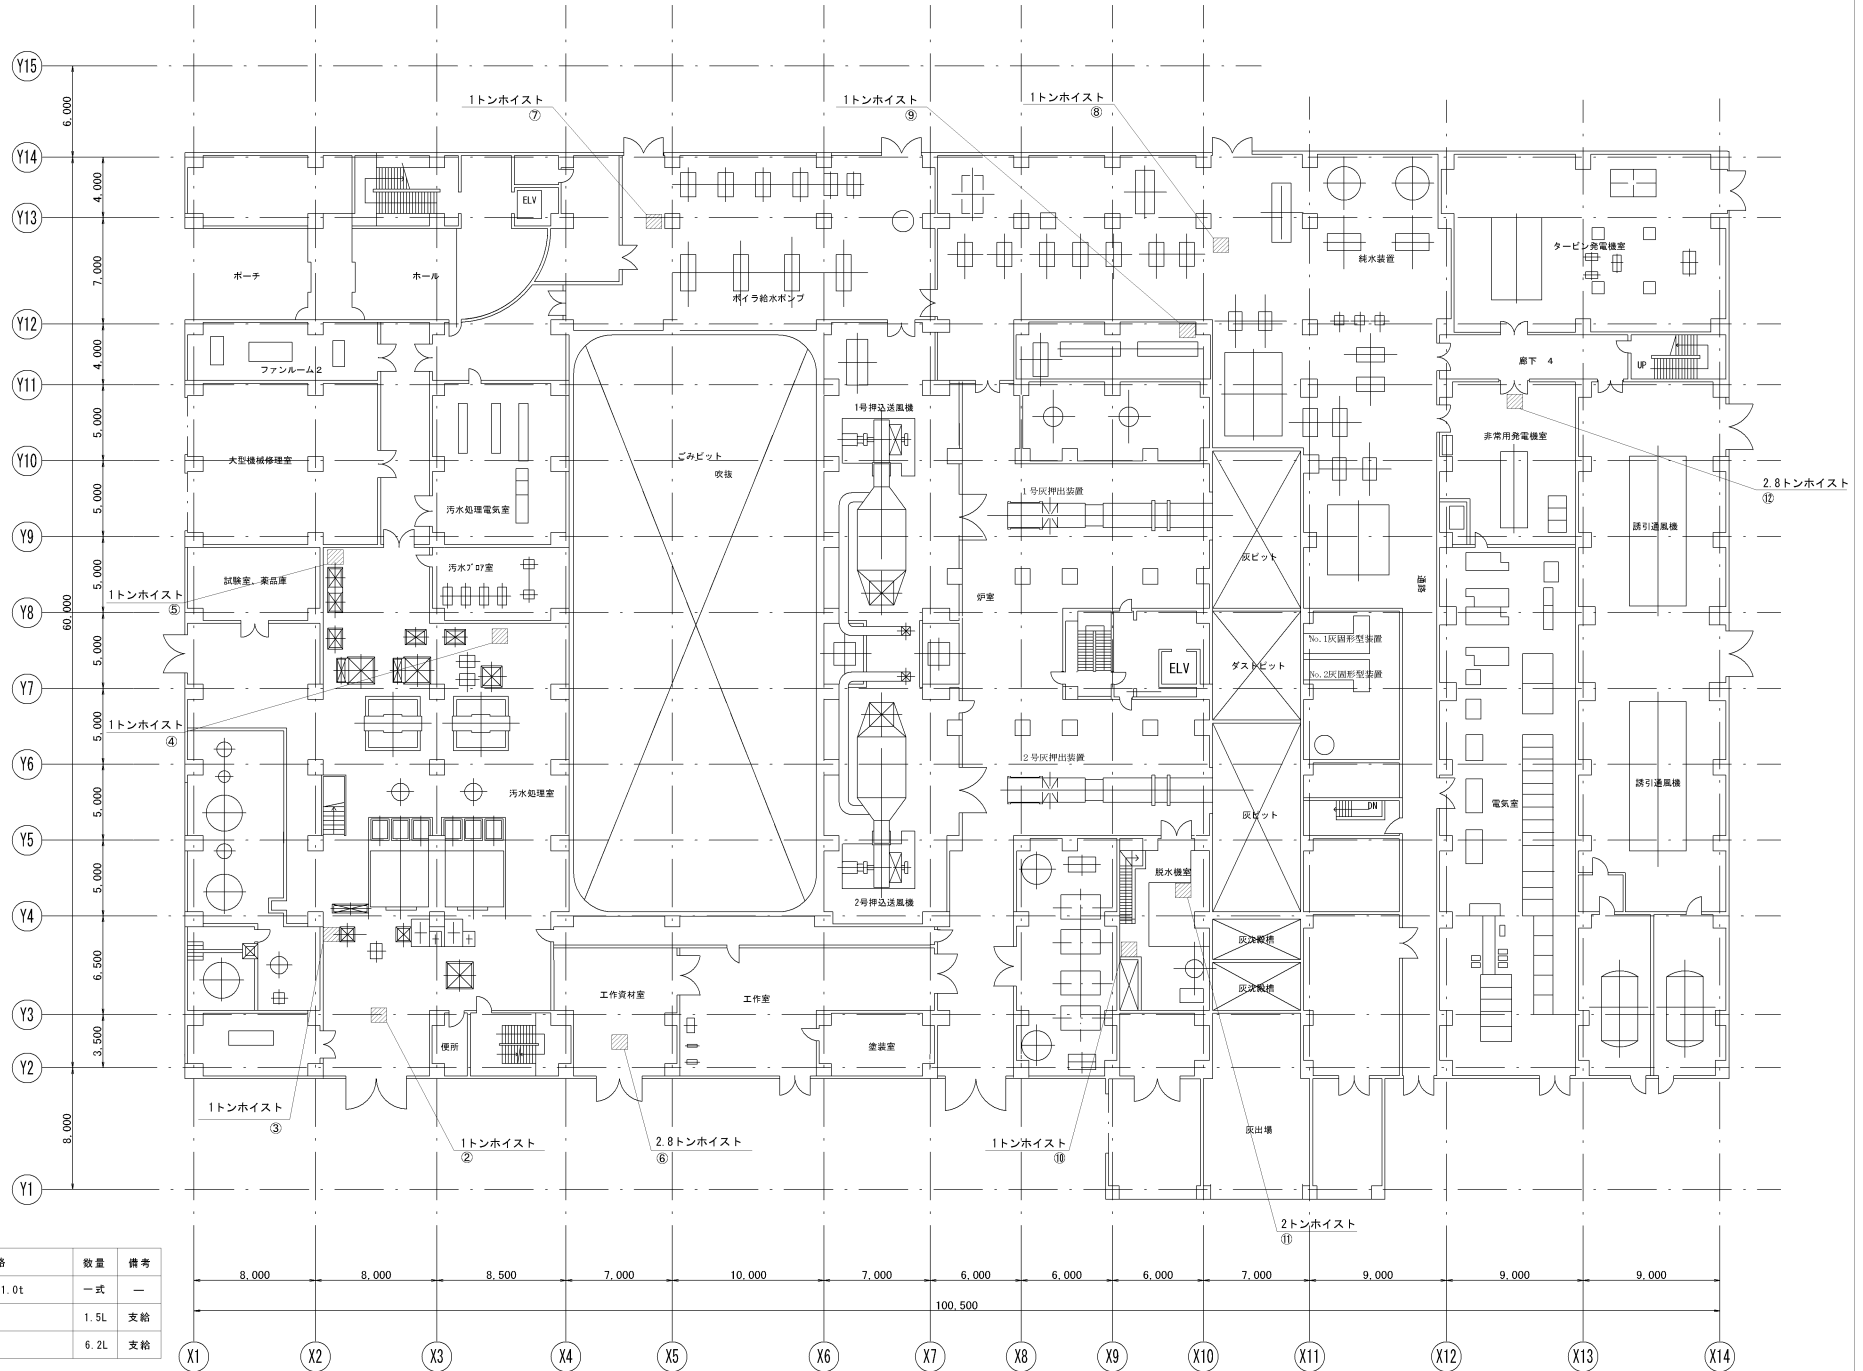 Y15
6,000
1トンホイスト
⑦
1トンホイスト
⑨
1トンホイスト
⑧
Y14
4,000
ELV
Y13
7,000
ポーチ
ホール
ボイラ給水ポンプ
純水装置
タービン発電機室
Y12
4,000
ファンルーム2
廊下 4
UP
Y11
5,000
1号押込送風機
非常用発電機室
大型機械修理室
ごみピット
吹抜
Y10
5,000
2.8トンホイスト
⑫
汚水処理電気室
1号灰押出装置
誘引通風機
Y9
5,000
灰ピット
試験室、薬品庫
汚水ブロア室
通路
炉室
1トンホイスト
⑤
Y8
60,000
5,000
No.1灰固形型装置
ELV
ダストピット
No.2灰固形型装置
Y7
5,000
1トンホイスト
④
2号灰押出装置
Y6
5,000
誘引通風機
汚水処理室
電気室
DN
灰ピット
Y5
5,000
脱水機室
2号押込送風機
Y4
6,500
灰沈殿槽
灰沈殿槽
工作資材室
工作室
Y3
3,500
便所
塗装室
Y2
8,000
1トンホイスト
③
1トンホイスト
②
2.8トンホイスト
⑥
1トンホイスト
⑩
灰出場
Y1
2トンホイスト
⑪
格 数量 備考
1.0t 一式 ―
1.5L 支給
6.2L 支給
8,000 8,000 8,500 7,000 10,000 7,000 6,000 6,000 6,000 7,000 9,000 9,000 9,000
100,500
X1 X2 X3 X4 X5 X6 X7 X8 X9 X10 X11 X12 X13 X14